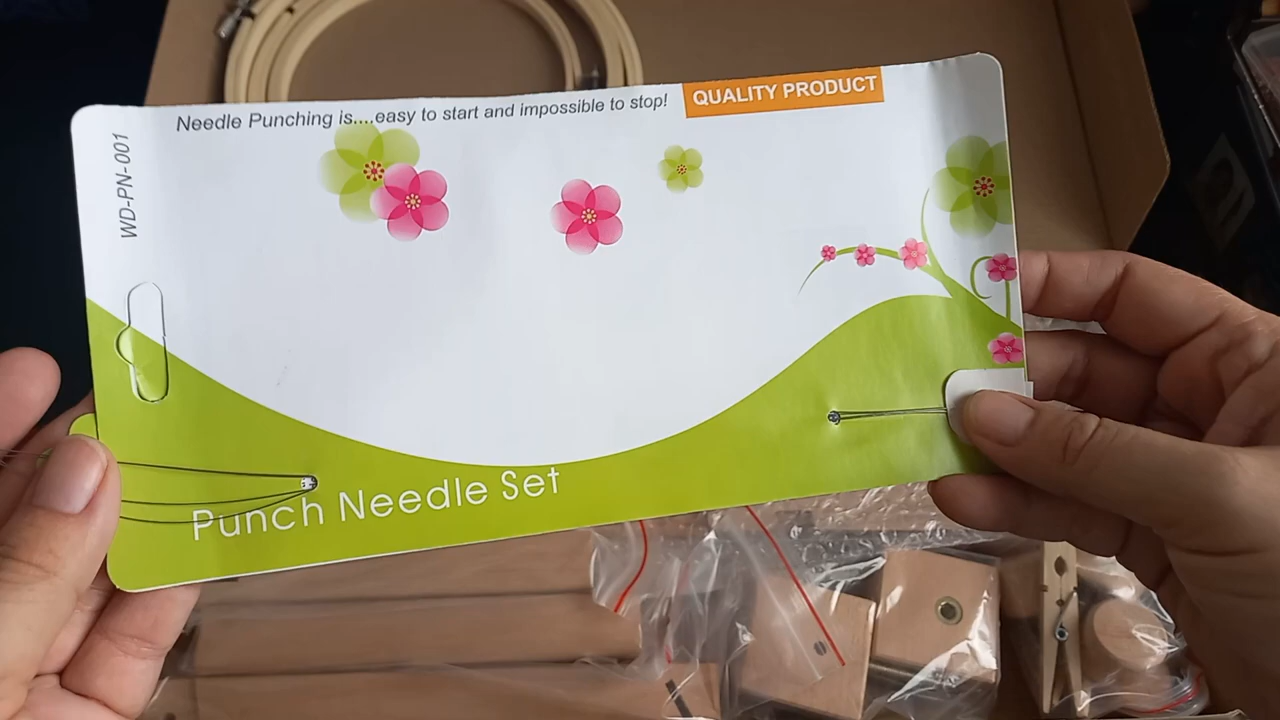 Needle Punching is....easy to start and impossible to stop!
QUALITY PRODUCT
WD-PN-001
Punch Needle Set